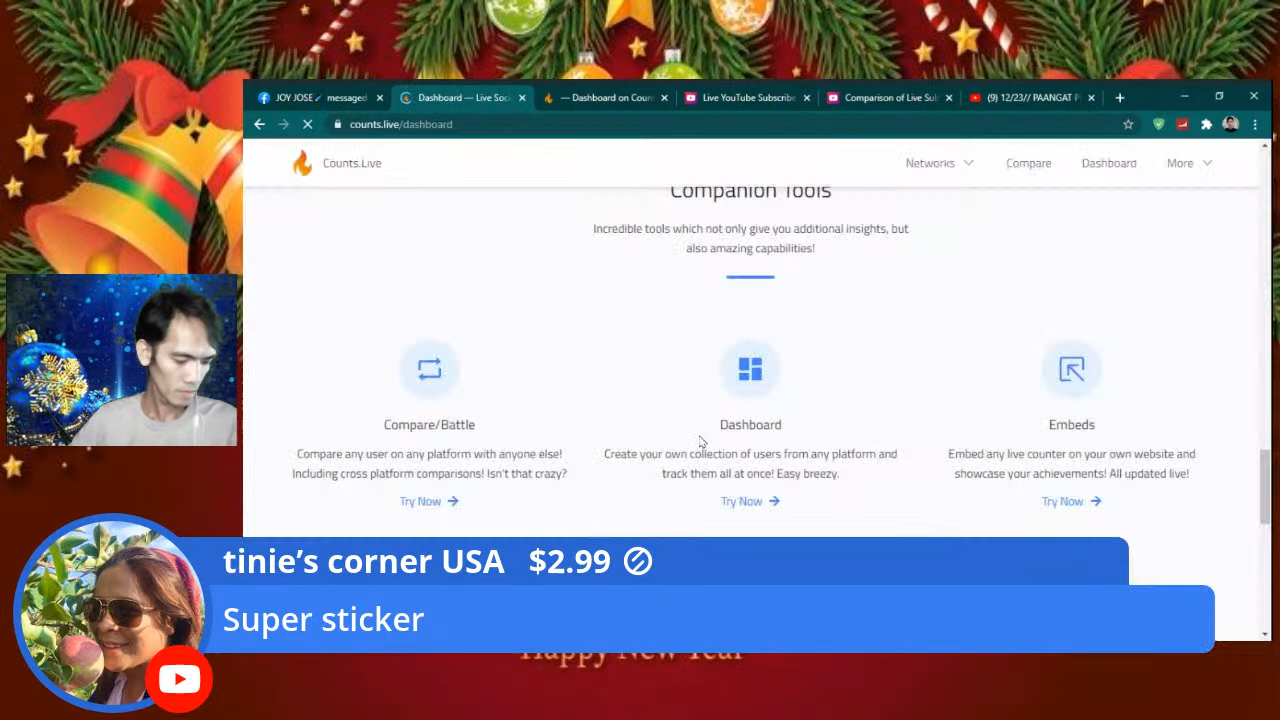 JOY JOSE✓ messaged
Dashboard — Live Soci
— Dashboard on Coun
Live YouTube Subscribe
Comparison of Live Sub
(9) 12/23// PAANGAT P
counts.live/dashboard
Counts.Live
Networks
Compare
Dashboard
More
Companion Tools
Incredible tools which not only give you additional insights, but
also amazing capabilities!
Compare/Battle
Compare any user on any platform with anyone else!
Including cross platform comparisons! Isn't that crazy?
Try Now →
Dashboard
Create your own collection of users from any platform and
track them all at once! Easy breezy.
Try Now →
Embeds
Embed any live counter on your own website and
showcase your achievements! All updated live!
Try Now →
tinie's corner USA $2.99
Super sticker
Happy New Year